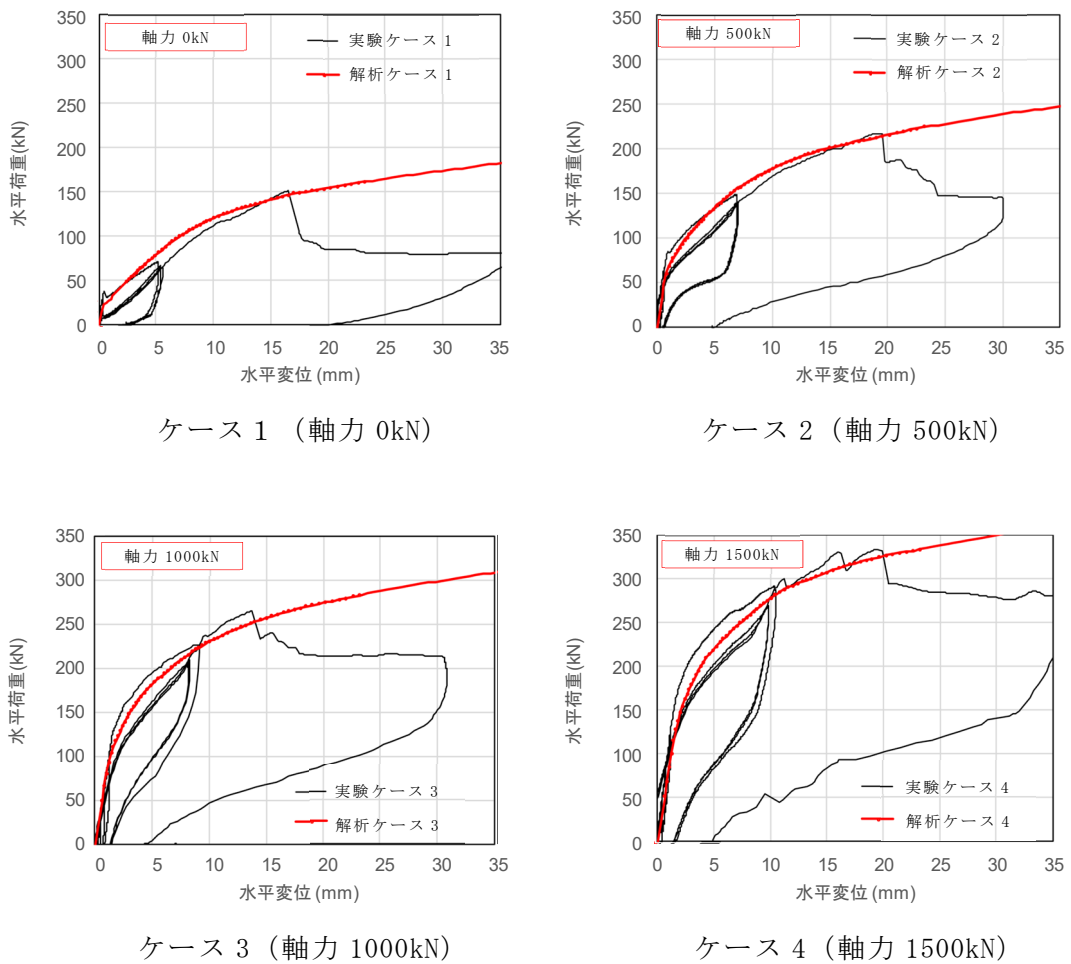 350
300
250
200
150
100
50
0
水平荷重(kN)
軸力 0kN
実験ケース1
解析ケース1
0 5 10 15 20 25 30 35
水平変位 (mm)
ケース1（軸力 0kN）
350
300
250
200
150
100
50
0
水平荷重(kN)
軸力 500kN
実験ケース2
解析ケース2
0 5 10 15 20 25 30 35
水平変位 (mm)
ケース2（軸力 500kN）
350
300
250
200
150
100
50
0
水平荷重(kN)
軸力 1000kN
実験ケース3
解析ケース3
0 5 10 15 20 25 30 35
水平変位 (mm)
ケース3（軸力 1000kN）
350
300
250
200
150
100
50
0
水平荷重(kN)
軸力 1500kN
実験ケース4
解析ケース4
0 5 10 15 20 25 30 35
水平変位 (mm)
ケース4（軸力 1500kN）